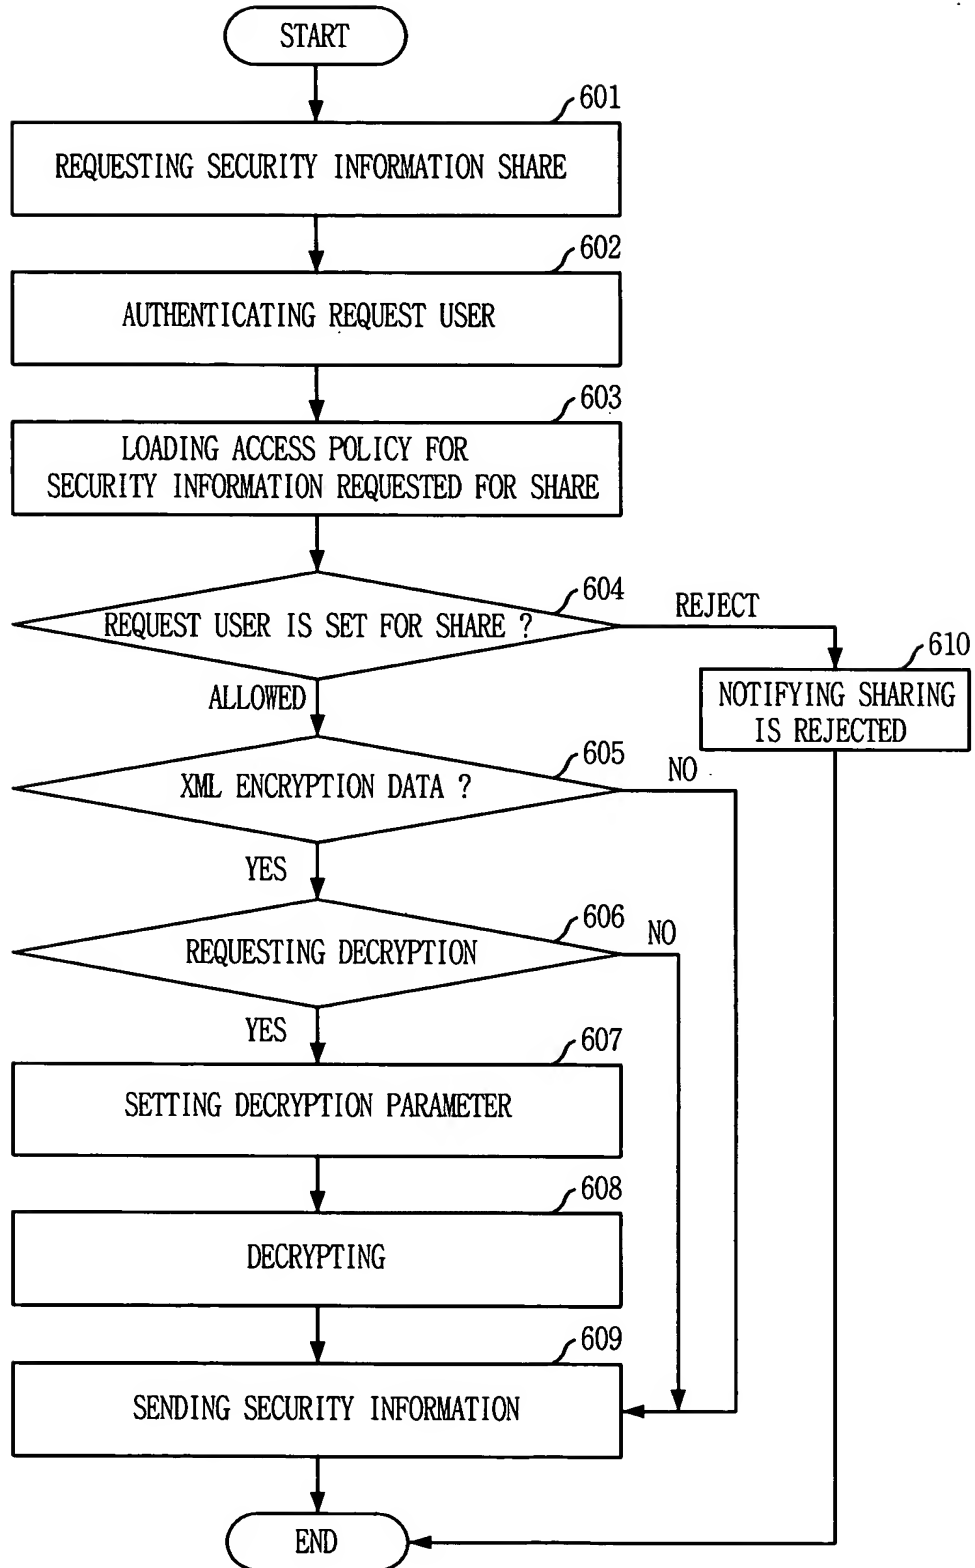 START
601
REQUESTING SECURITY INFORMATION SHARE
602
AUTHENTICATING REQUEST USER
603
LOADING ACCESS POLICY FOR
SECURITY INFORMATION REQUESTED FOR SHARE
604
REQUEST USER IS SET FOR SHARE ?
REJECT
610
NOTIFYING SHARING
IS REJECTED
ALLOWED
605
XML ENCRYPTION DATA ?
NO
YES
606
REQUESTING DECRYPTION
NO
YES
607
SETTING DECRYPTION PARAMETER
608
DECRYPTING
609
SENDING SECURITY INFORMATION
END